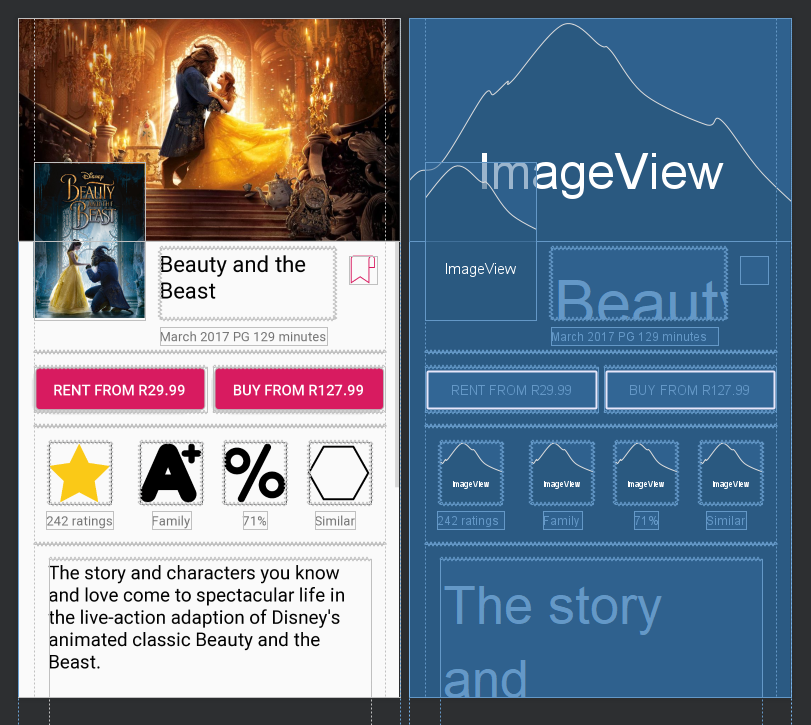 Disney
BEAUTY
AND THE
BEAST
Beauty and the
Beast
March 2017 PG 129 minutes
RENT FROM R29.99
BUY FROM R127.99
A+
%
242 ratings
Family
71%
Similar
The story and characters you know
and love come to spectacular life in
the live-action adaption of Disney's
animated classic Beauty and the
Beast.
ImageView
ImageView
Beauty
March 2017 PG 129 minutes
RENT FROM R29.99
BUY FROM R127.99
ImageView
ImageView
ImageView
ImageView
242 ratings
Family
71%
Similar
The story
and